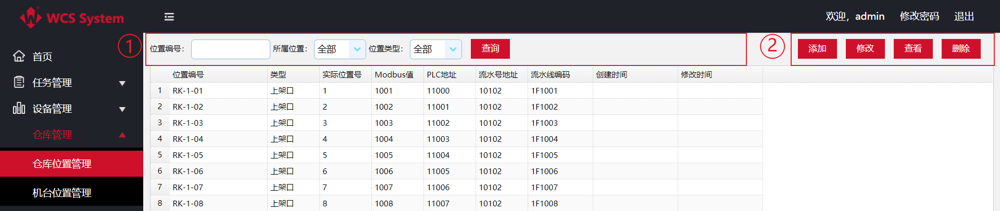 WCS System
欢迎，admin 修改密码 退出
首页
任务管理
设备管理
仓库管理
仓库位置管理
机台位置管理
1
位置编号： 所属位置： 全部 位置类型： 全部 查询
2
添加 修改 查看 删除
位置编号 类型 实际位置号 Modbus值 PLC地址 流水号地址 流水线编码 创建时间 修改时间
1 RK-1-01 上架口 1 1001 11000 10102 1F1001
2 RK-1-02 上架口 2 1002 11001 10102 1F1002
3 RK-1-03 上架口 3 1003 11002 10102 1F1003
4 RK-1-04 上架口 4 1004 11003 10102 1F1004
5 RK-1-05 上架口 5 1005 11004 10102 1F1005
6 RK-1-06 上架口 6 1006 11005 10102 1F1006
7 RK-1-07 上架口 7 1007 11006 10102 1F1007
8 RK-1-08 上架口 8 1008 11007 10102 1F1008